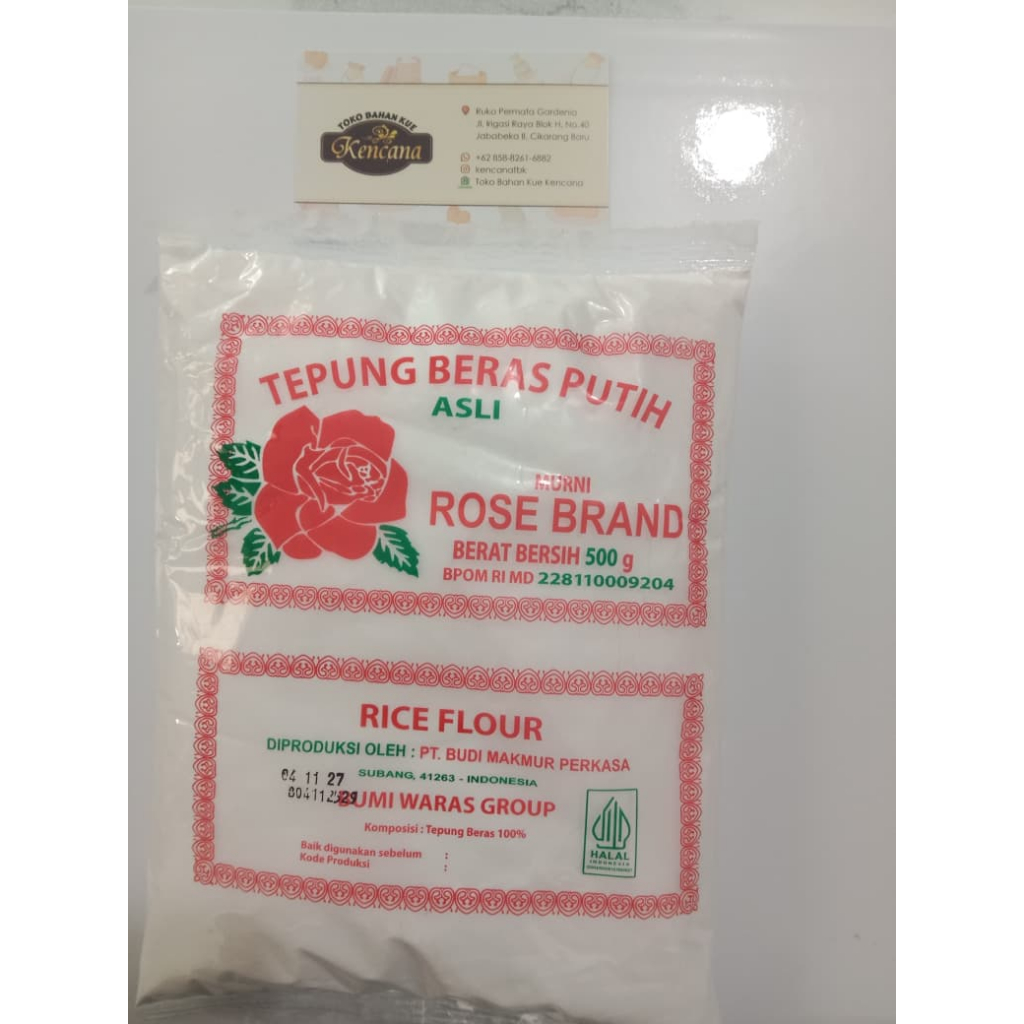 TOKO BAHAN KUE
Kencana
Ruko Permata Gardenia
Jl. Irigasi Raya Blok H, No.40
Jababeka II, Cikarang Baru
+62 858-8261-6882
kencanatbk
Toko Bahan Kue Kencana
TEPUNG BERAS PUTIH
ASLI
MURNI
ROSE BRAND
BERAT BERSIH 500 g
BPOM RI MD 228110009204
RICE FLOUR
DIPRODUKSI OLEH : PT. BUDI MAKMUR PERKASA
SUBANG, 41263 - INDONESIA
04 11 27
BUMI WARAS GROUP
Komposisi : Tepung Beras 100%
Baik digunakan sebelum :
Kode Produksi :
HALAL
INDONESIA